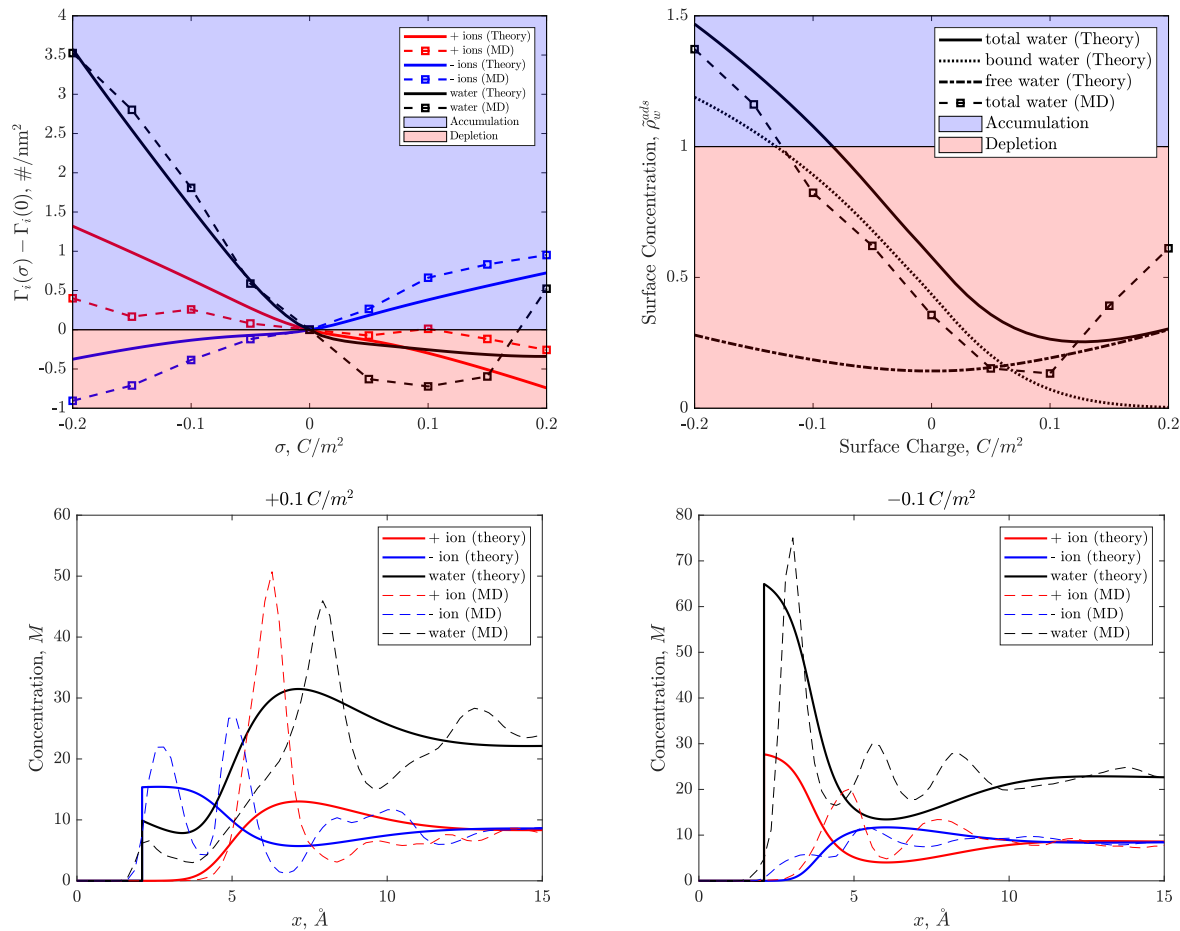 4
3.5
3
2.5
2
1.5
1
0.5
0
-0.5
-1
Γᵢ(σ) − Γᵢ(0), #/nm²
-0.2
-0.1
0
0.1
0.2
σ, C/m²
+ ions (Theory)
+ ions (MD)
- ions (Theory)
- ions (MD)
water (Theory)
water (MD)
Accumulation
Depletion
1.5
1
0.5
0
Surface Concentration, ρ̃_w^ads
-0.2
-0.1
0
0.1
0.2
Surface Charge, C/m²
total water (Theory)
bound water (Theory)
free water (Theory)
total water (MD)
Accumulation
Depletion
+0.1 C/m²
60
50
40
30
20
10
0
Concentration, M
0
5
10
15
x, Å
+ ion (theory)
- ion (theory)
water (theory)
+ ion (MD)
- ion (MD)
water (MD)
−0.1 C/m²
80
70
60
50
40
30
20
10
0
Concentration, M
0
5
10
15
x, Å
+ ion (theory)
- ion (theory)
water (theory)
+ ion (MD)
- ion (MD)
water (MD)